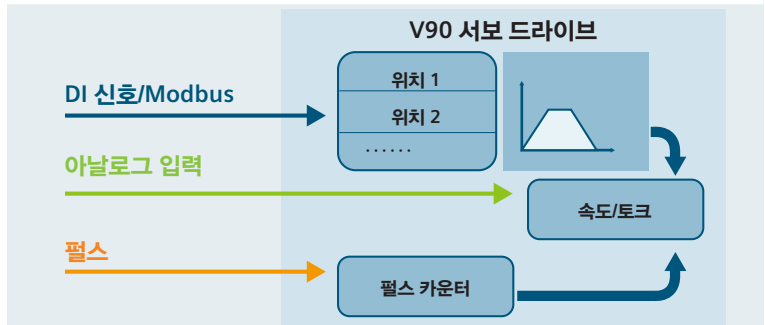 V90 서보 드라이브
위치 1
DI 신호/Modbus
위치 2
......
아날로그 입력
속도/토크
펄스
펄스 카운터